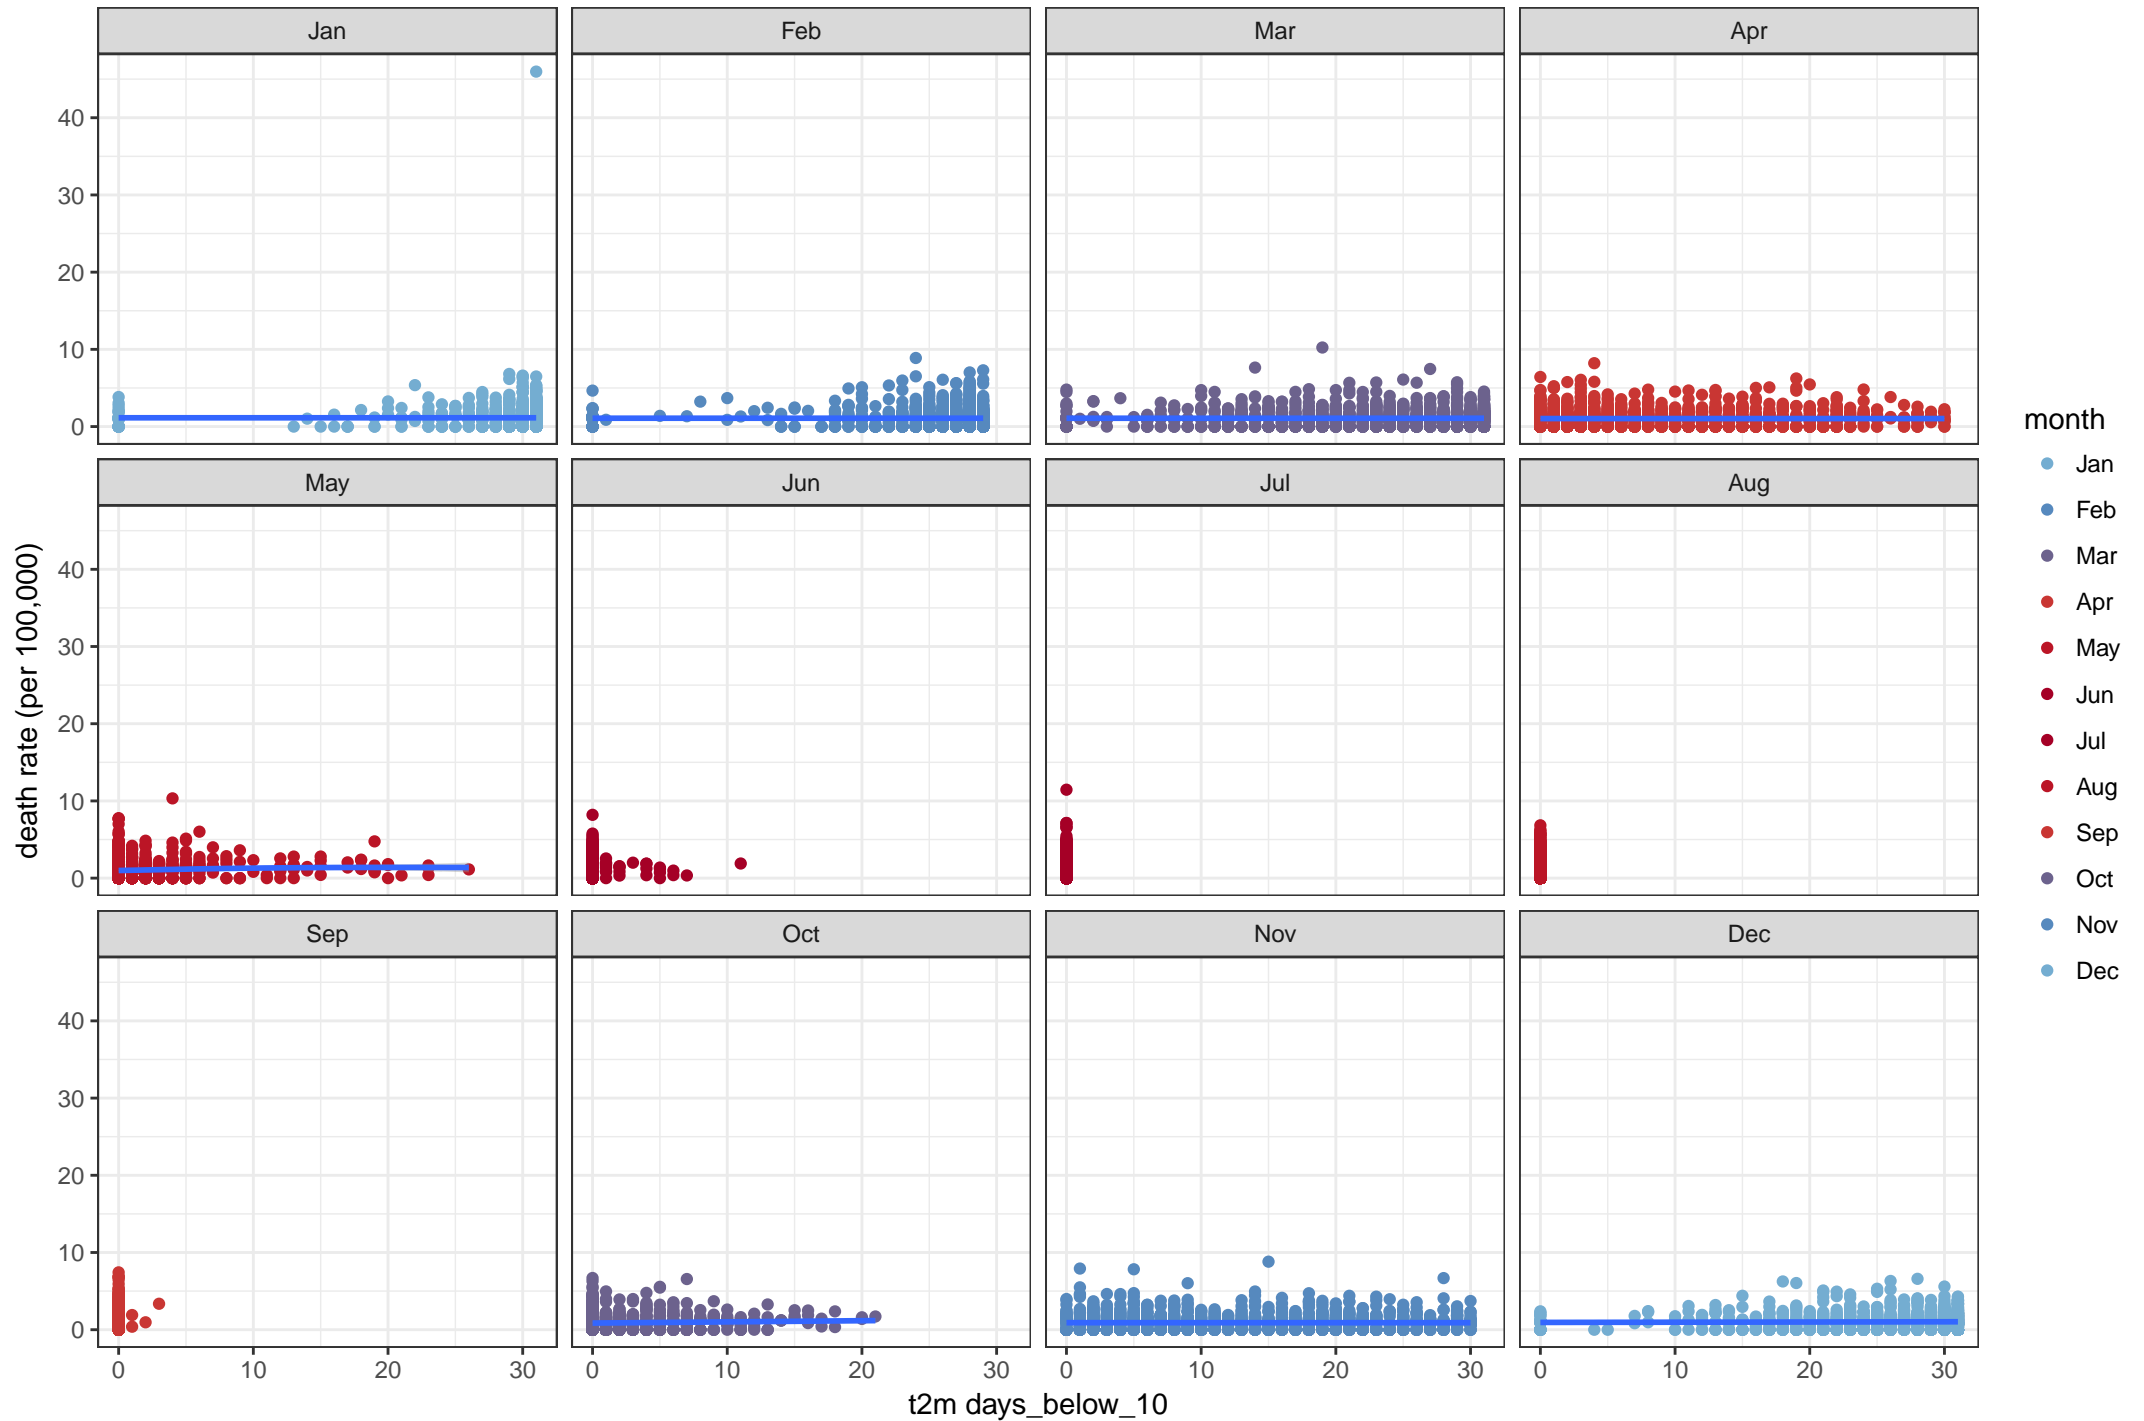 Jan Feb Mar Apr
40
30
20
10
0
May Jun Jul Aug
40
30
20
10
0
Sep Oct Nov Dec
40
30
20
10
0
0 10 20 30 0 10 20 30 0 10 20 30 0 10 20 30
t2m days_below_10
death rate (per 100,000)
month
Jan
Feb
Mar
Apr
May
Jun
Jul
Aug
Sep
Oct
Nov
Dec